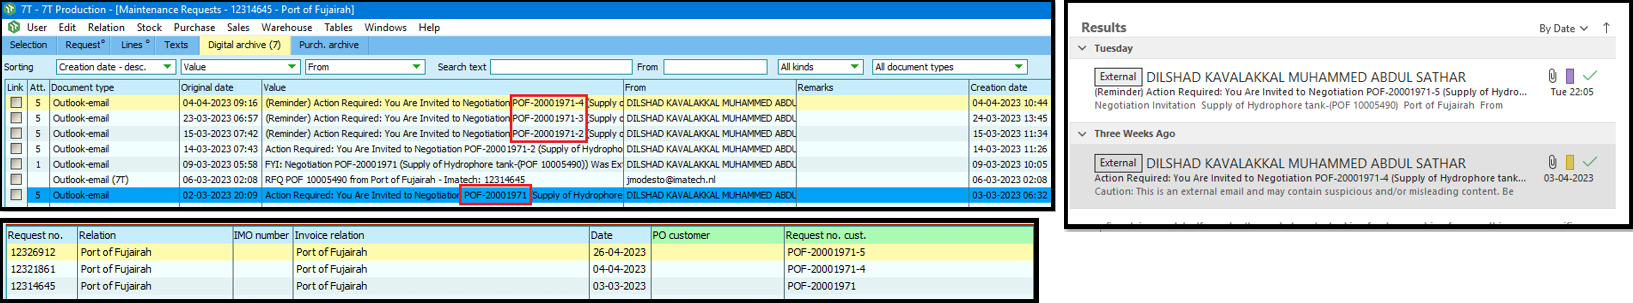 7T - 7T Production - [Maintenance Requests - 12314645 - Port of Fujairah]
User Edit Relation Stock Purchase Sales Warehouse Tables Windows Help
Selection Request° Lines° Texts Digital archive (7) Purch. archive
Sorting Creation date - desc. Value From Search text From All kinds All document types
Link Att. Document type Original date Value From Remarks Creation date
5 Outlook-email 04-04-2023 09:16 (Reminder) Action Required: You Are Invited to Negotiation POF-20001971-4 (Supply c DILSHAD KAVALAKKAL MUHAMMED ABDU 04-04-2023 10:44
5 Outlook-email 23-03-2023 06:57 (Reminder) Action Required: You Are Invited to Negotiation POF-20001971-3 (Supply c DILSHAD KAVALAKKAL MUHAMMED ABDU 24-03-2023 13:45
5 Outlook-email 15-03-2023 07:42 (Reminder) Action Required: You Are Invited to Negotiation POF-20001971-2 (Supply c DILSHAD KAVALAKKAL MUHAMMED ABDU 15-03-2023 11:34
5 Outlook-email 14-03-2023 07:43 Action Required: You Are Invited to Negotiation POF-20001971-2 (Supply of Hydropho DILSHAD KAVALAKKAL MUHAMMED ABDU 14-03-2023 11:26
1 Outlook-email 09-03-2023 05:58 FYI: Negotiation POF-20001971 (Supply of Hydrophore tank-(POF 10005490)) Was Ex DILSHAD KAVALAKKAL MUHAMMED ABDU 09-03-2023 10:05
5 Outlook-email (7T) 06-03-2023 02:08 RFQ POF 10005490 from Port of Fujairah - Imatech: 12314645 jmodesto@imatech.nl 06-03-2023 02:08
5 Outlook-email 02-03-2023 20:09 Action Required: You Are Invited to Negotiation POF-20001971 (Supply of Hydrophore DILSHAD KAVALAKKAL MUHAMMED ABDU 03-03-2023 06:32
Request no. Relation IMO number Invoice relation Date PO customer Request no. cust.
12326912 Port of Fujairah Port of Fujairah 26-04-2023 POF-20001971-5
12321861 Port of Fujairah Port of Fujairah 04-04-2023 POF-20001971-4
12314645 Port of Fujairah Port of Fujairah 03-03-2023 POF-20001971
Results By Date
Tuesday
External DILSHAD KAVALAKKAL MUHAMMED ABDUL SATHAR
(Reminder) Action Required: You Are Invited to Negotiation POF-20001971-5 (Supply of Hydro... Tue 22:05
Negotiation Invitation Supply of Hydrophore tank-(POF 10005490) Port of Fujairah From
Three Weeks Ago
External DILSHAD KAVALAKKAL MUHAMMED ABDUL SATHAR
Action Required: You Are Invited to Negotiation POF-20001971-4 (Supply of Hydrophore tank... 03-04-2023
Caution: This is an external email and may contain suspicious and/or misleading content. Be